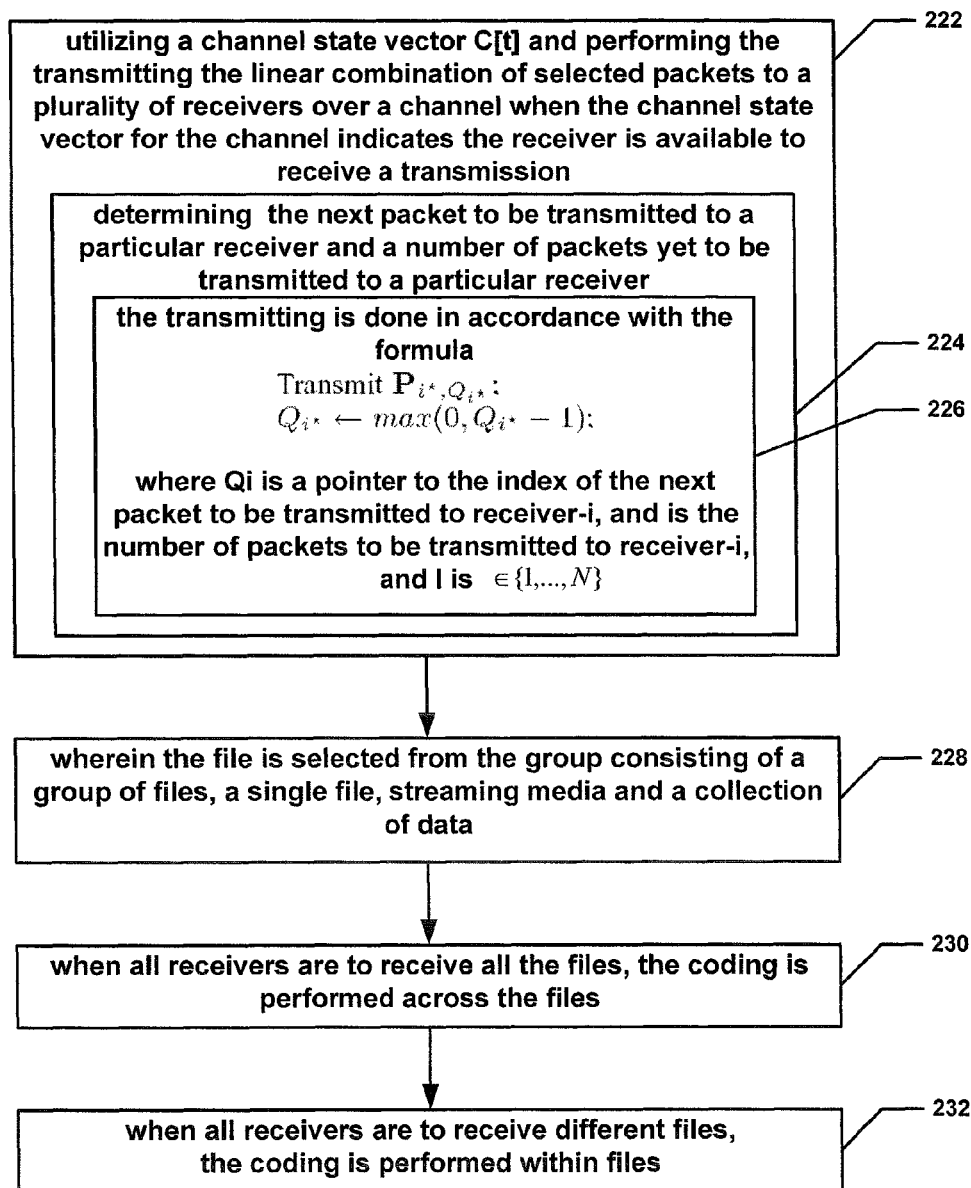 222
utilizing a channel state vector C[t] and performing the
transmitting the linear combination of selected packets to a
plurality of receivers over a channel when the channel state
vector for the channel indicates the receiver is available to
receive a transmission
determining the next packet to be transmitted to a
particular receiver and a number of packets yet to be
transmitted to a particular receiver
the transmitting is done in accordance with the
formula
224
Transmit P_{i*,Q_{i*}};
Q_{i*} ← max(0, Q_{i*} − 1);
226
where Qi is a pointer to the index of the next
packet to be transmitted to receiver-i, and is the
number of packets to be transmitted to receiver-i,
and I is ∈{1,...,N}
wherein the file is selected from the group consisting of a
group of files, a single file, streaming media and a collection
of data
228
when all receivers are to receive all the files, the coding is
performed across the files
230
when all receivers are to receive different files,
the coding is performed within files
232